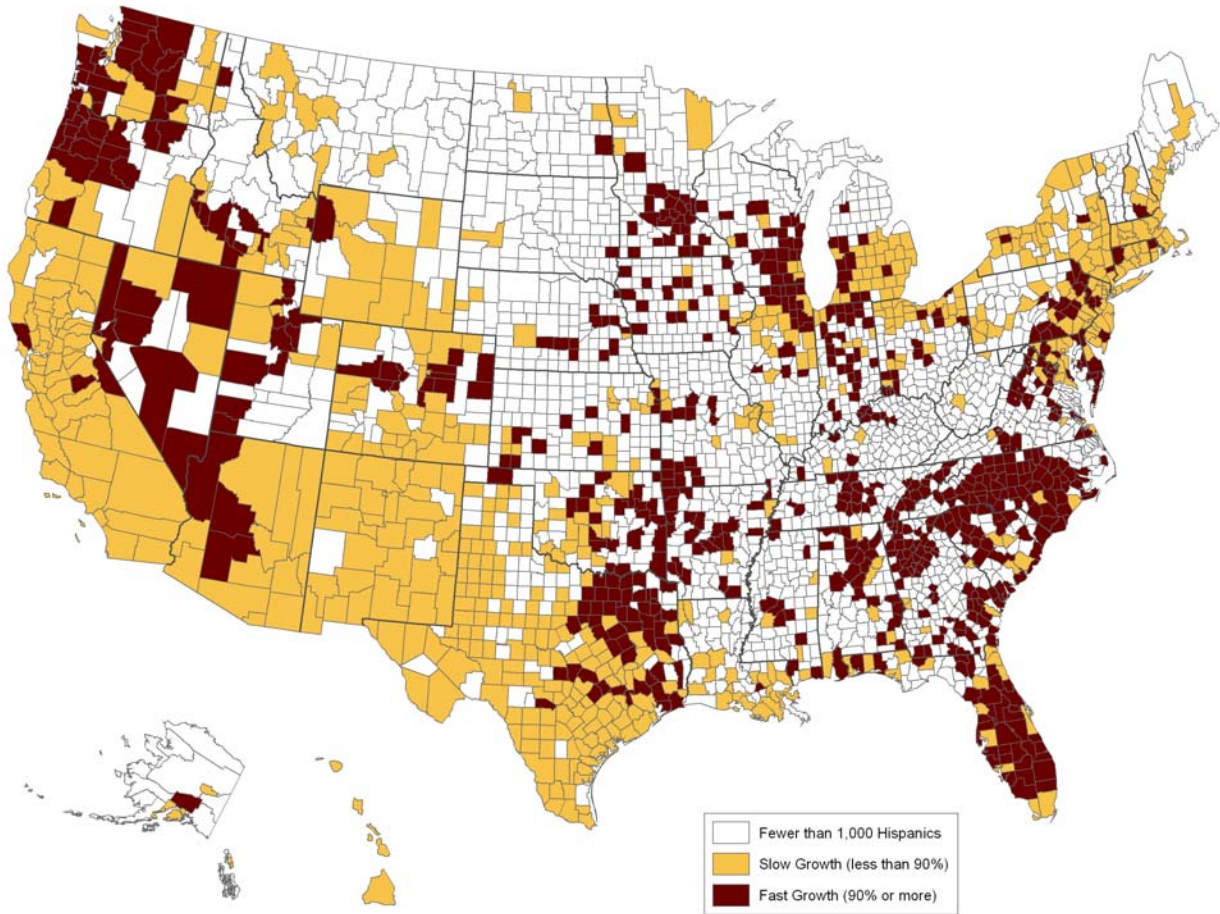 Fewer than 1,000 Hispanics
Slow Growth (less than 90%)
Fast Growth (90% or more)